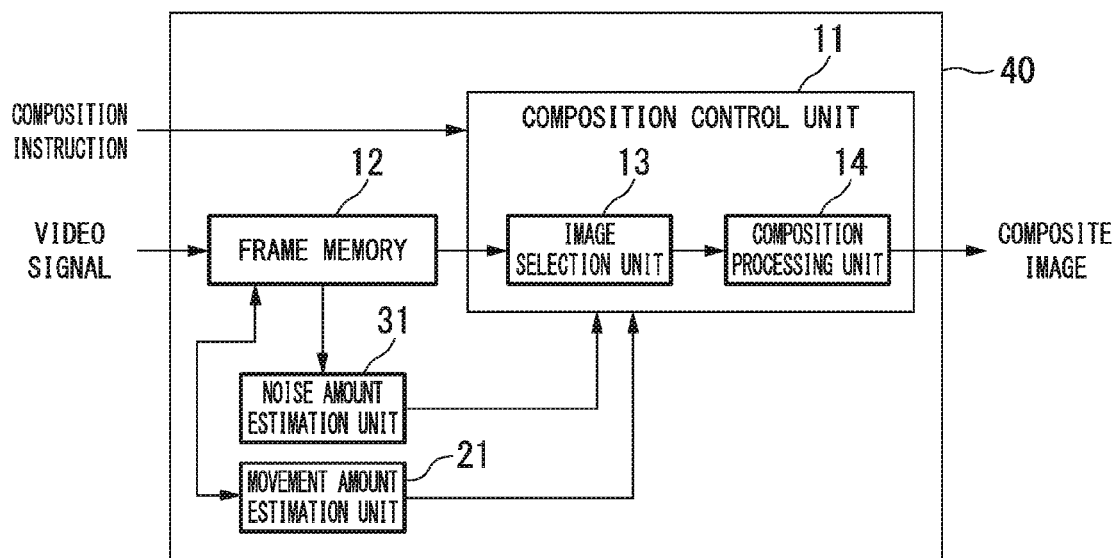 11
40
COMPOSITION
INSTRUCTION
COMPOSITION CONTROL UNIT
12
13
14
VIDEO
SIGNAL
FRAME MEMORY
IMAGE
SELECTION UNIT
COMPOSITION
PROCESSING UNIT
COMPOSITE
IMAGE
31
NOISE AMOUNT
ESTIMATION UNIT
21
MOVEMENT AMOUNT
ESTIMATION UNIT